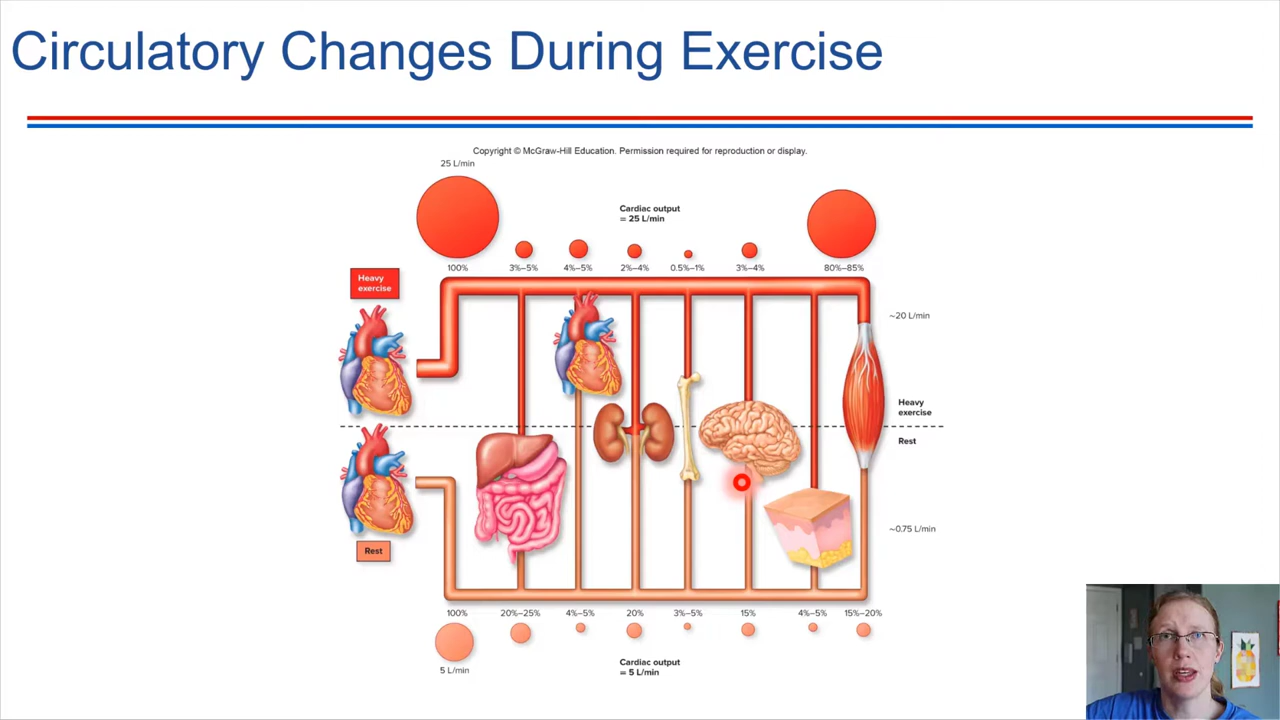 Circulatory Changes During Exercise
Copyright © McGraw-Hill Education. Permission required for reproduction or display.
25 L/min
Cardiac output
= 25 L/min
100%
3%–5%
4%–5%
2%–4%
0.5%–1%
3%–4%
80%–85%
Heavy
exercise
~20 L/min
Heavy
exercise
Rest
~0.75 L/min
Rest
100%
20%–25%
4%–5%
20%
3%–5%
15%
4%–5%
15%–20%
5 L/min
Cardiac output
= 5 L/min